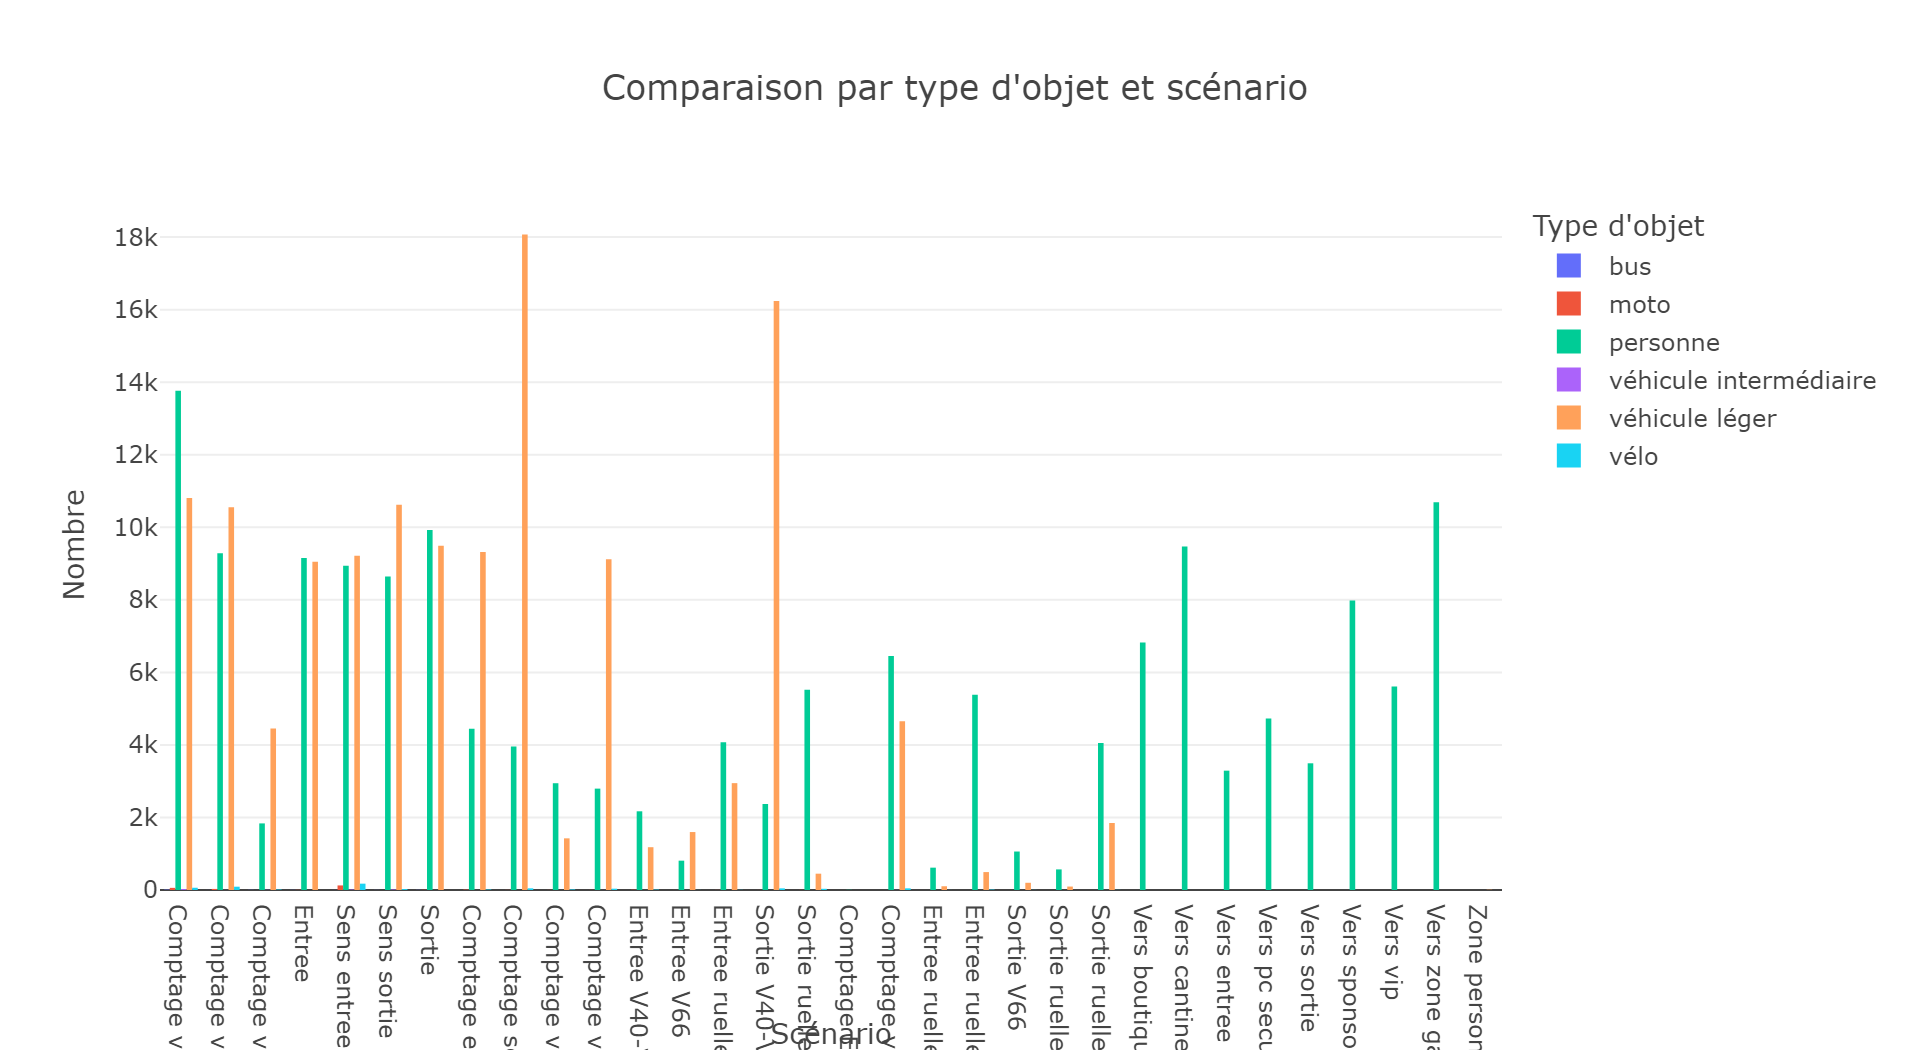 Comparaison par type d'objet et scénario
Type d'objet
bus
moto
personne
véhicule intermédiaire
véhicule léger
vélo
Nombre
18k
16k
14k
12k
10k
8k
6k
4k
2k
0
Comptage v
Comptage v
Comptage v
Entree
Sens entree
Sens sortie
Sortie
Comptage e
Comptage s
Comptage v
Comptage v
Entree V40-
Entree V66
Entree ruelle
Sortie V40-
Sortie ruelle
Comptage E
Comptage v
Entree ruelle
Entree ruelle
Sortie V66
Sortie ruelle
Sortie ruelle
Vers boutiqu
Vers cantine
Vers entree
Vers pc secu
Vers sortie
Vers sponso
Vers vip
Vers zone ga
Zone person
Scénario